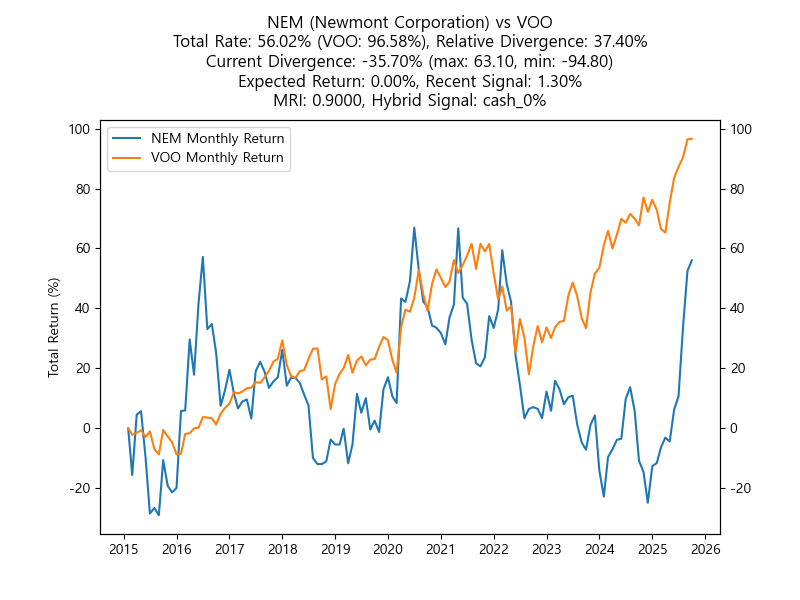 NEM (Newmont Corporation) vs VOO
Total Rate: 56.02% (VOO: 96.58%), Relative Divergence: 37.40%
Current Divergence: -35.70% (max: 63.10, min: -94.80)
Expected Return: 0.00%, Recent Signal: 1.30%
MRI: 0.9000, Hybrid Signal: cash_0%
NEM Monthly Return
VOO Monthly Return
Total Return (%)
100
80
60
40
20
0
-20
100
80
60
40
20
0
-20
2015 2016 2017 2018 2019 2020 2021 2022 2023 2024 2025 2026